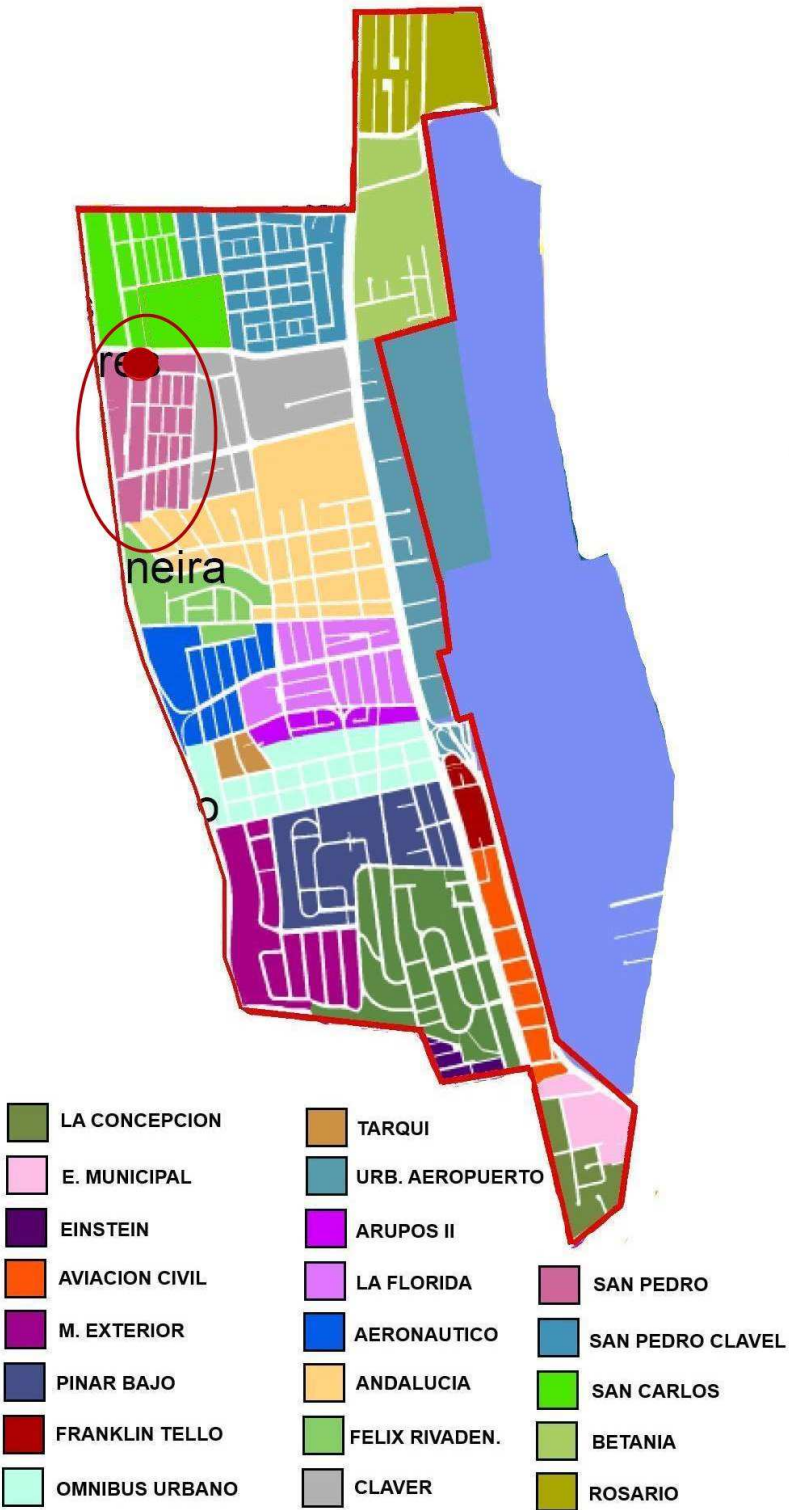 res
neira
o
LA CONCEPCION
E. MUNICIPAL
EINSTEIN
AVIACION CIVIL
M. EXTERIOR
PINAR BAJO
FRANKLIN TELLO
OMNIBUS URBANO
TARQUI
URB. AEROPUERTO
ARUPOS II
LA FLORIDA
AERONAUTICO
ANDALUCIA
FELIX RIVADEN.
CLAVER
SAN PEDRO
SAN PEDRO CLAVEL
SAN CARLOS
BETANIA
ROSARIO